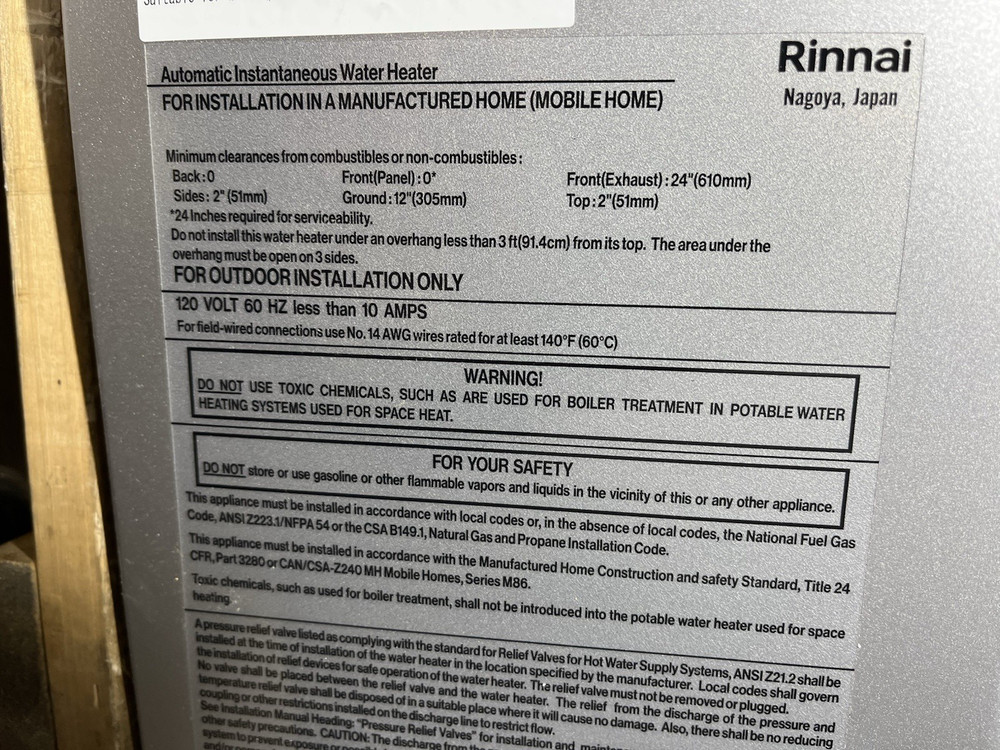 Rinnai
Nagoya, Japan
Automatic Instantaneous Water Heater
FOR INSTALLATION IN A MANUFACTURED HOME (MOBILE HOME)
Minimum clearances from combustibles or non-combustibles:
Back:0 Front(Panel):0* Front(Exhaust):24"(610mm)
Sides: 2" (51mm) Ground:12"(305mm) Top:2"(51mm)
*24 Inches required for serviceability.
Do not install this water heater under an overhang less than 3 ft(91.4cm) from its top. The area under the
overhang must be open on 3 sides.
FOR OUTDOOR INSTALLATION ONLY
120 VOLT 60 HZ less than 10 AMPS
For field-wired connections use No. 14 AWG wires rated for at least 140°F (60°C)
WARNING!
DO NOT USE TOXIC CHEMICALS, SUCH AS ARE USED FOR BOILER TREATMENT IN POTABLE WATER
HEATING SYSTEMS USED FOR SPACE HEAT.
FOR YOUR SAFETY
DO NOT store or use gasoline or other flammable vapors and liquids in the vicinity of this or any other appliance.
This appliance must be installed in accordance with local codes or, in the absence of local codes, the National Fuel Gas
Code, ANSI Z223.1/NFPA 54 or the CSA B149.1, Natural Gas and Propane Installation Code.
This appliance must be installed in accordance with the Manufactured Home Construction and safety Standard, Title 24
CFR, Part 3280 or CAN/CSA-Z240 MH Mobile Homes, Series M86.
Toxic chemicals, such as used for boiler treatment, shall not be introduced into the potable water heater used for space
heating.
A pressure relief valve listed as complying with the standard for Relief Valves for Hot Water Supply Systems, ANSI Z21.2 shall be
installed at the time of installation of the water heater in the location specified by the manufacturer. Local codes shall govern
the installation of relief devices for safe operation of the water heater. The relief valve must not be removed or plugged.
No valve shall be placed between the relief valve and the water heater. The relief from the discharge of the pressure and
temperature relief valve shall be disposed of in a suitable place where it will cause no damage. Also, there shall be no reducing
coupling or other restrictions installed on the discharge line to restrict flow.
See Installation Manual Heading: "Pressure Relief Valves" for installation and
other safety precautions. CAUTION: The discharge from the
system to prevent exposure or